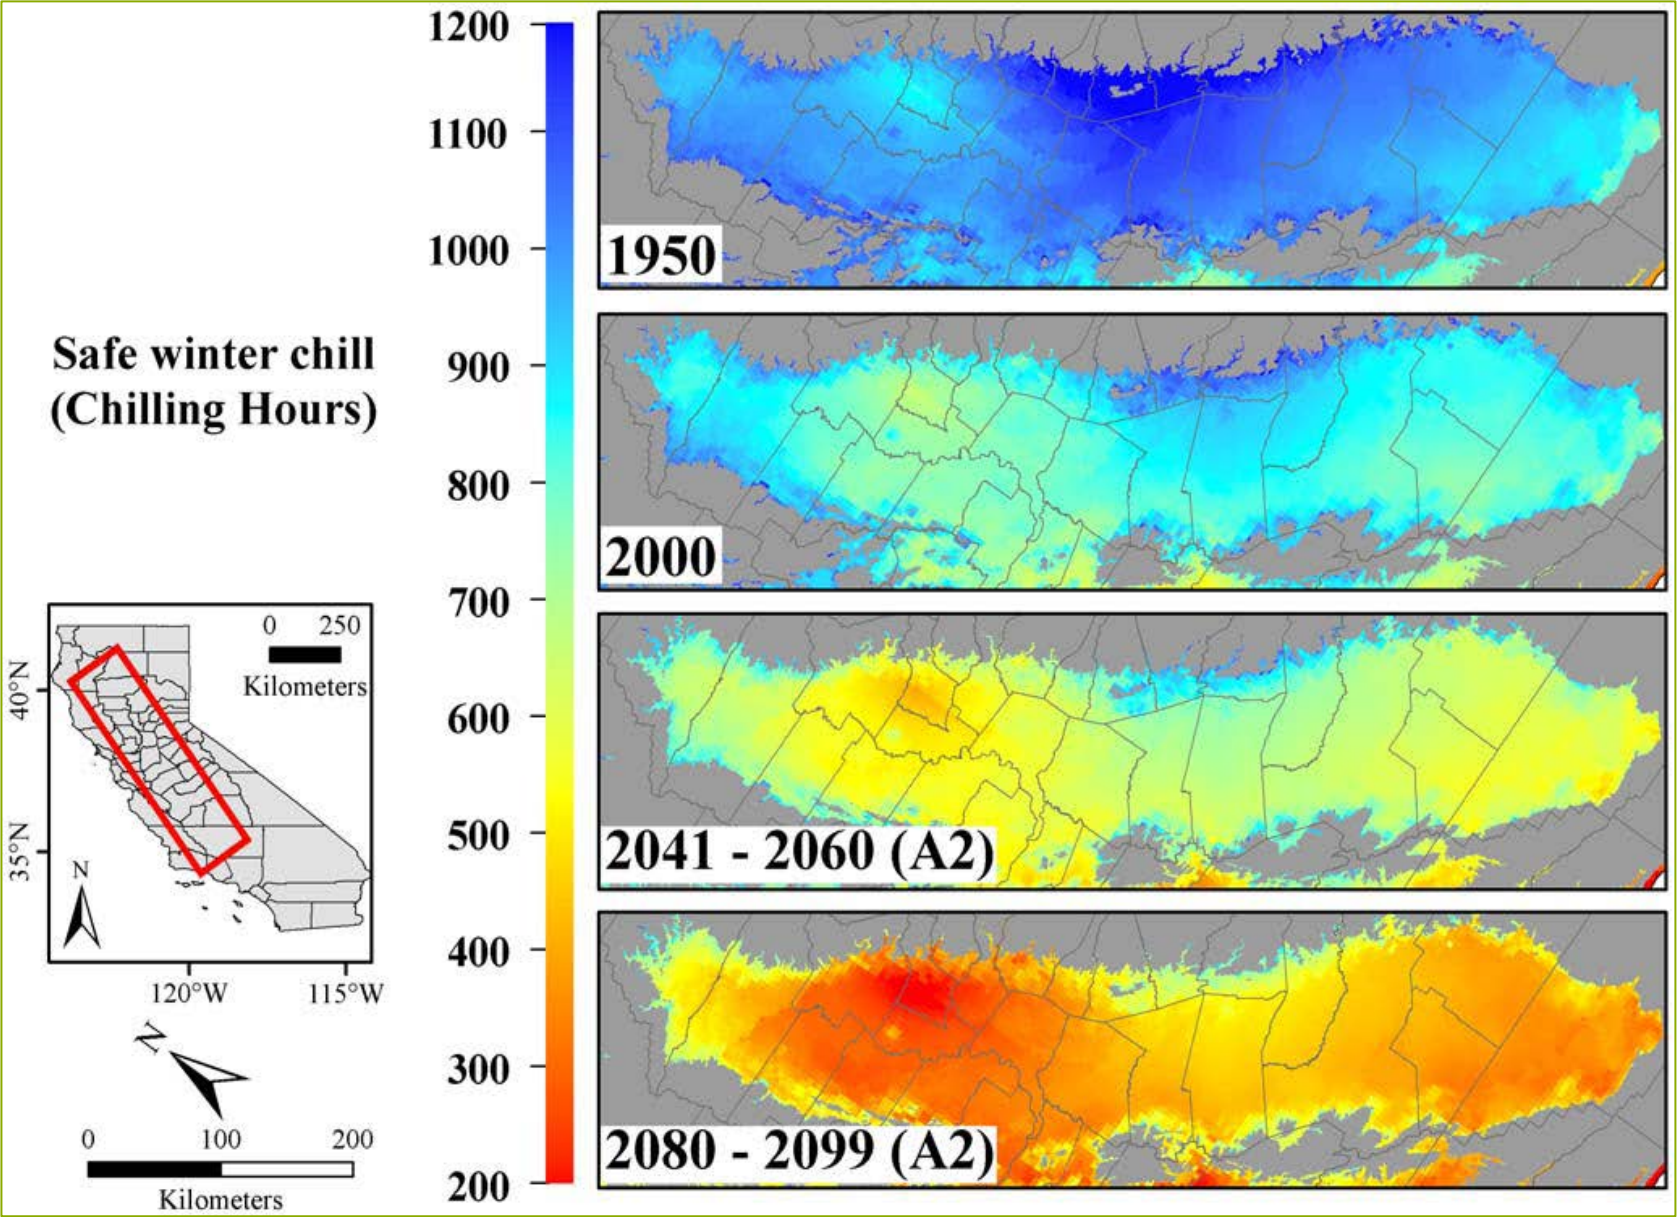 1200
1100
1000
900
800
700
600
500
400
300
200
Safe winter chill
(Chilling Hours)
1950
2000
2041 - 2060 (A2)
2080 - 2099 (A2)
0 250
Kilometers
40°N
35°N
N
120°W 115°W
N
0 100 200
Kilometers